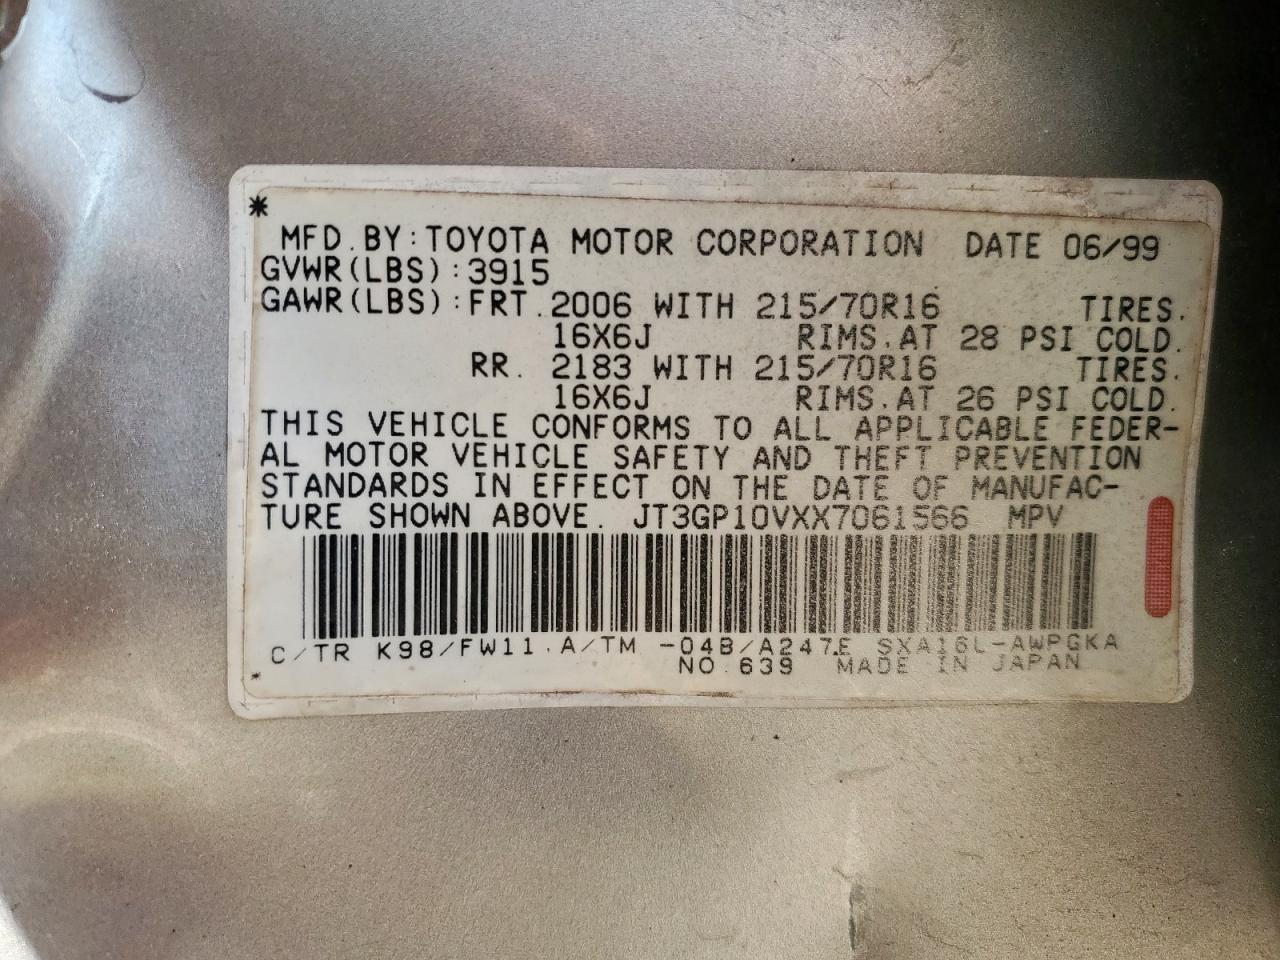 *
MFD.BY:TOYOTA MOTOR CORPORATION DATE 06/99
GVWR(LBS):3915
GAWR(LBS):FRT.2006 WITH 215/70R16 TIRES.
16X6J RIMS.AT 28 PSI COLD.
RR. 2183 WITH 215/70R16 TIRES.
16X6J RIMS.AT 26 PSI COLD.
THIS VEHICLE CONFORMS TO ALL APPLICABLE FEDER-
AL MOTOR VEHICLE SAFETY AND THEFT PREVENTION
STANDARDS IN EFFECT ON THE DATE OF MANUFAC-
TURE SHOWN ABOVE. JT3GP10VXX7061566 MPV
C/TR K98/FW11.A/TM -04B/A247E SXA16L-AWPGKA
* NO.639 MADE IN JAPAN